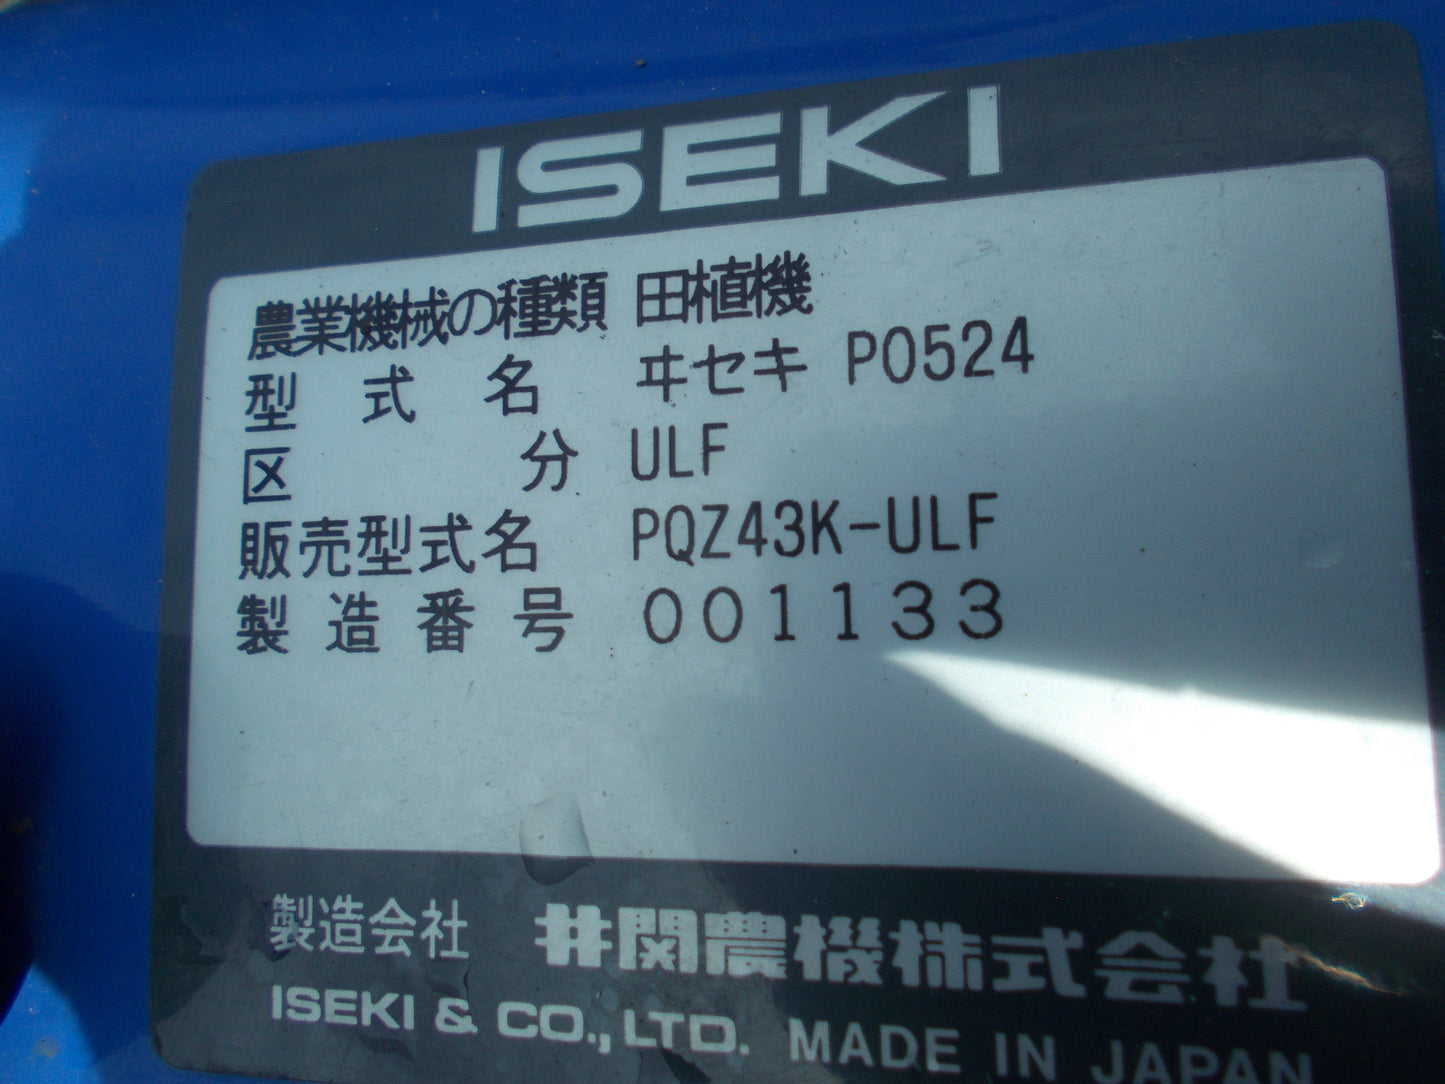 ISEKI
農業機械の種類 田植機
型式名 ヰセキ P0524
区分 ULF
販売型式名 PQZ43K-ULF
製造番号 001133
製造会社 井関農機株式会社
ISEKI & CO., LTD. MADE IN JAPAN